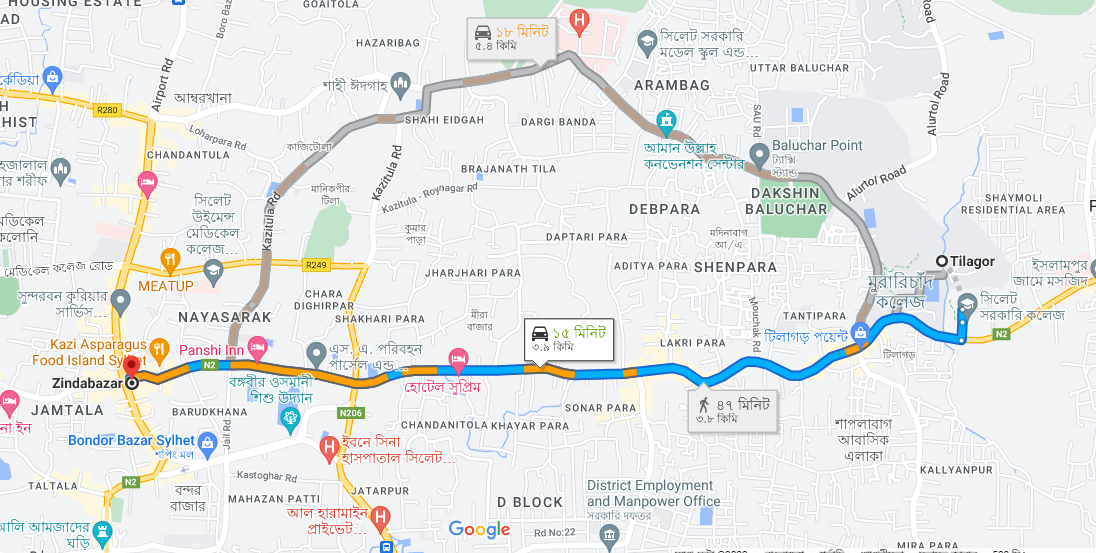 HOUSING ESTATE
ROAD
GOAITOLA
HAZARIBAG
১৮ মিনিট
৫.৪ কিমি
H
সিলেট সরকারি
মডেল স্কুল এন্ড...
UTTAR BALUCHAR
ARAMBAG
Airport Rd
আম্বরখানা
R280
শাহী ঈদগাহ
SHAHI EIDGAH
DARGI BANDA
SAU Rd
Alurtol Road
Loharpara Rd
CHANDANTULA
কাজিটোলা
আমান উল্লাহ
কনভেনশন সেন্টার
Baluchar Point
ট্যাক্সি
স্ট্যান্ড
BRAJANATH TILA
Kazitula Rd
Kazitula - Roynagar Rd
মানিকপীর
টিলা
DAKSHIN
BALUCHAR
Alurtol Road
SHAYMOLI
RESIDENTIAL AREA
সিলেট
উইমেন্স
মেডিকেল
কলেজ...
Kazitula Rd
DEBPARA
কুমার
পাড়া
DAPTARI PARA
মদিনাবাগ
আ/এ
মেডিকেল কলেজ রোড
MEATUP
R249
JHARJHARI PARA
ADITYA PARA
SHENPARA
Tilagor
ইসলামপুর
জামে মসজিদ
মুরারিচাঁদ
কলেজ
সুন্দরবন কুরিয়ার
সার্ভিস...
NAYASARAK
CHARA
DIGHIRPAR
SHAKHARI PARA
মীরা
বাজার
Mouchak Rd
TANTIPARA
সিলেট
সরকারি কলেজ
১৫ মিনিট
৩.৯ কিমি
LAKRI PARA
টিলাগড় পয়েন্ট
টিলাগড়
N2
Kazi Asparagus
Food Island Sylhet
Panshi Inn
N2
এস. এ. পরিবহন
পার্সেল এন্ড...
Zindabazar
বঙ্গবীর ওসমানী
শিশু উদ্যান
হোটেল সুপ্রিম
৪৭ মিনিট
৩.৮ কিমি
JAMTALA
BARUDKHANA
N206
SONAR PARA
CHANDANITOLA
KHAYAR PARA
শাপলাবাগ
আবাসিক
এলাকা
Bondor Bazar Sylhet
শপিং মল
Jail Rd
H
ইবনে সিনা
হাসপাতাল সিলেট...
Kastoghar Rd
KALLYANPUR
TALTALA
N2
বন্দর
বাজার
MAHAZAN PATTI
JATARPUR
D BLOCK
District Employment
and Manpower Office
সরকারি দফতর
আল হারামাইন
প্রাইভেট...
H
Google
Rd No:22
আলি আমজাদের
ঘড়ি
MIRA PARA